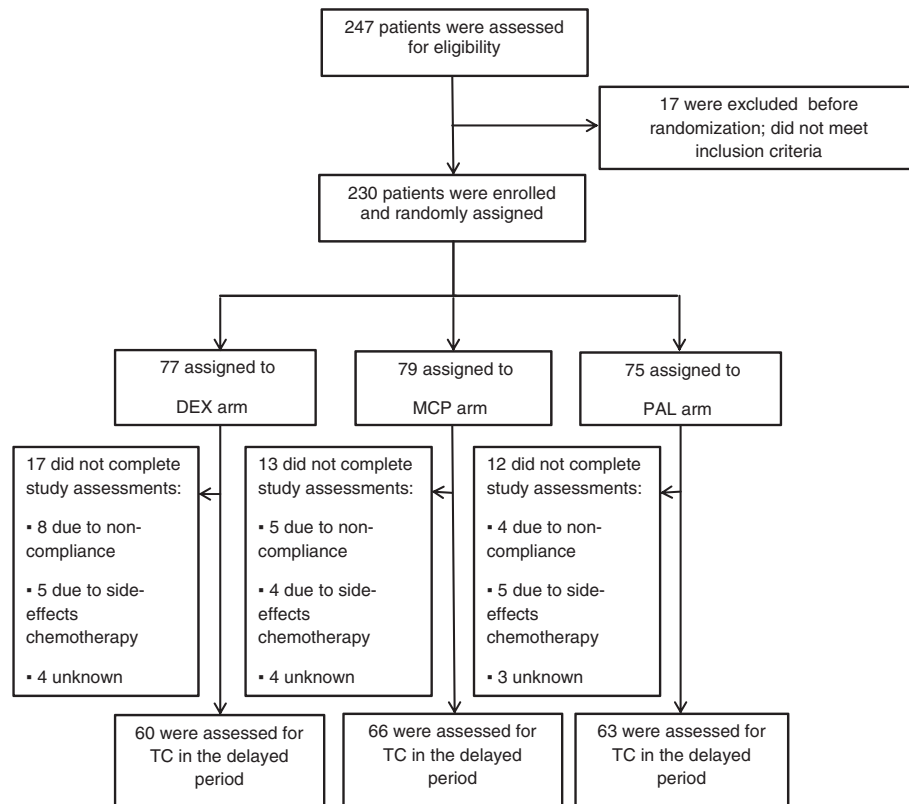 247 patients were assessed
for eligibility
17 were excluded before
randomization; did not meet
inclusion criteria
230 patients were enrolled
and randomly assigned
77 assigned to
DEX arm
79 assigned to
MCP arm
75 assigned to
PAL arm
17 did not complete
study assessments:
▪ 8 due to non-
compliance
▪ 5 due to side-
effects
chemotherapy
▪ 4 unknown
13 did not complete
study assessments:
▪ 5 due to non-
compliance
▪ 4 due to side-
effects
chemotherapy
▪ 4 unknown
12 did not complete
study assessments:
▪ 4 due to non-
compliance
▪ 5 due to side-
effects
chemotherapy
▪ 3 unknown
60 were assessed for
TC in the delayed
period
66 were assessed for
TC in the delayed
period
63 were assessed for
TC in the delayed
period